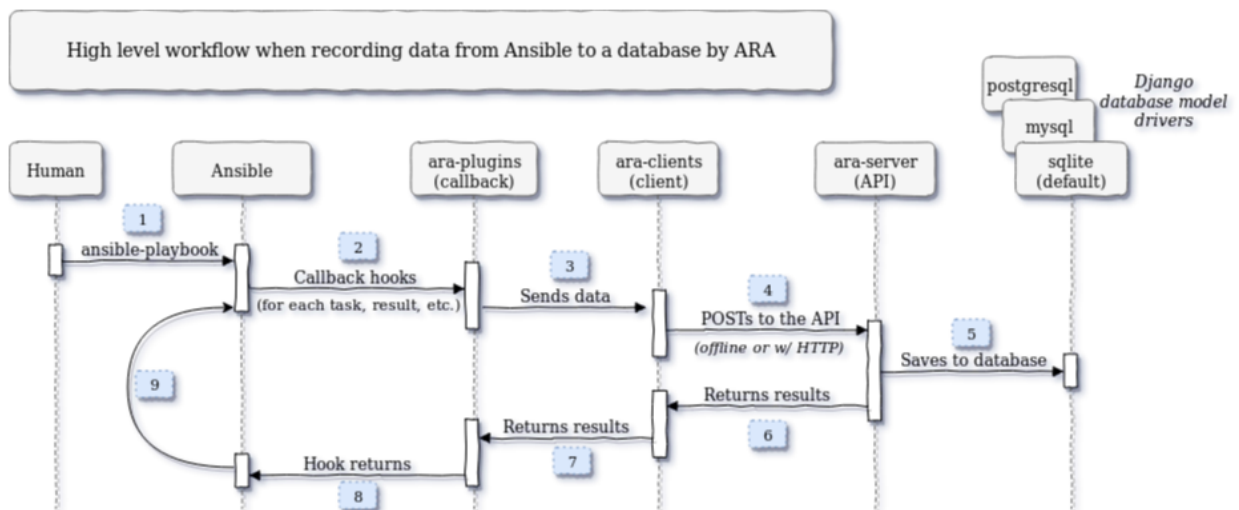 High level workflow when recording data from Ansible to a database by ARA
postgresql
mysql
Django
database model
drivers
Human
Ansible
ara-plugins
(callback)
ara-clients
(client)
ara-server
(API)
sqlite
(default)
1
ansible-playbook
2
Callback hooks
(for each task, result, etc.)
3
Sends data
4
POSTs to the API
(offline or w/ HTTP)
5
Saves to database
Returns results
6
Returns results
7
Hook returns
8
9